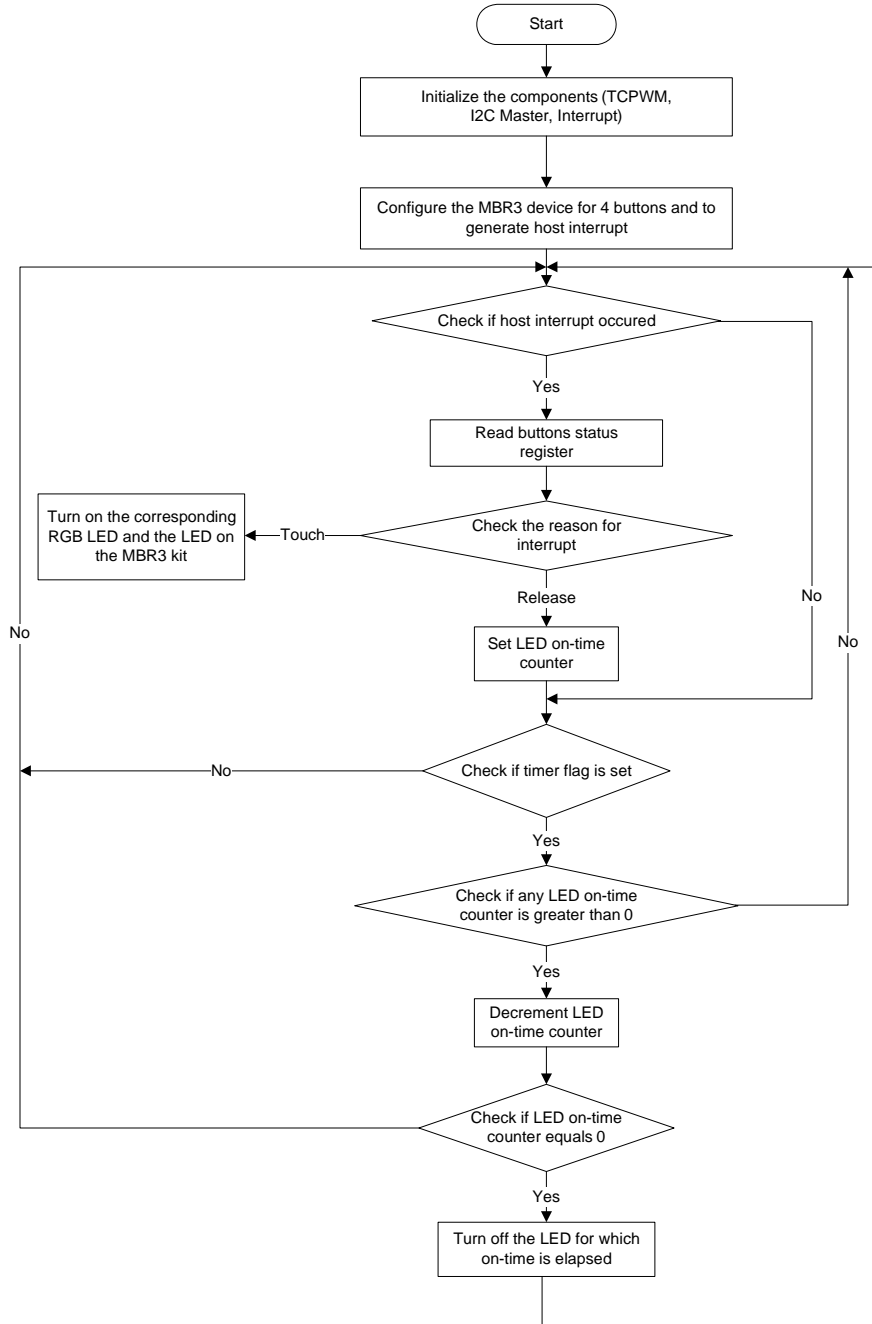 Start
Initialize the components (TCPWM,
I2C Master, Interrupt)
Configure the MBR3 device for 4 buttons and to
generate host interrupt
Check if host interrupt occured
Yes
Read buttons status
register
Turn on the corresponding
RGB LED and the LED on
the MBR3 kit
Touch
Check the reason for
interrupt
Release
No
No
No
Set LED on-time
counter
No
Check if timer flag is set
Yes
Check if any LED on-time
counter is greater than 0
Yes
Decrement LED
on-time counter
Check if LED on-time
counter equals 0
Yes
Turn off the LED for which
on-time is elapsed